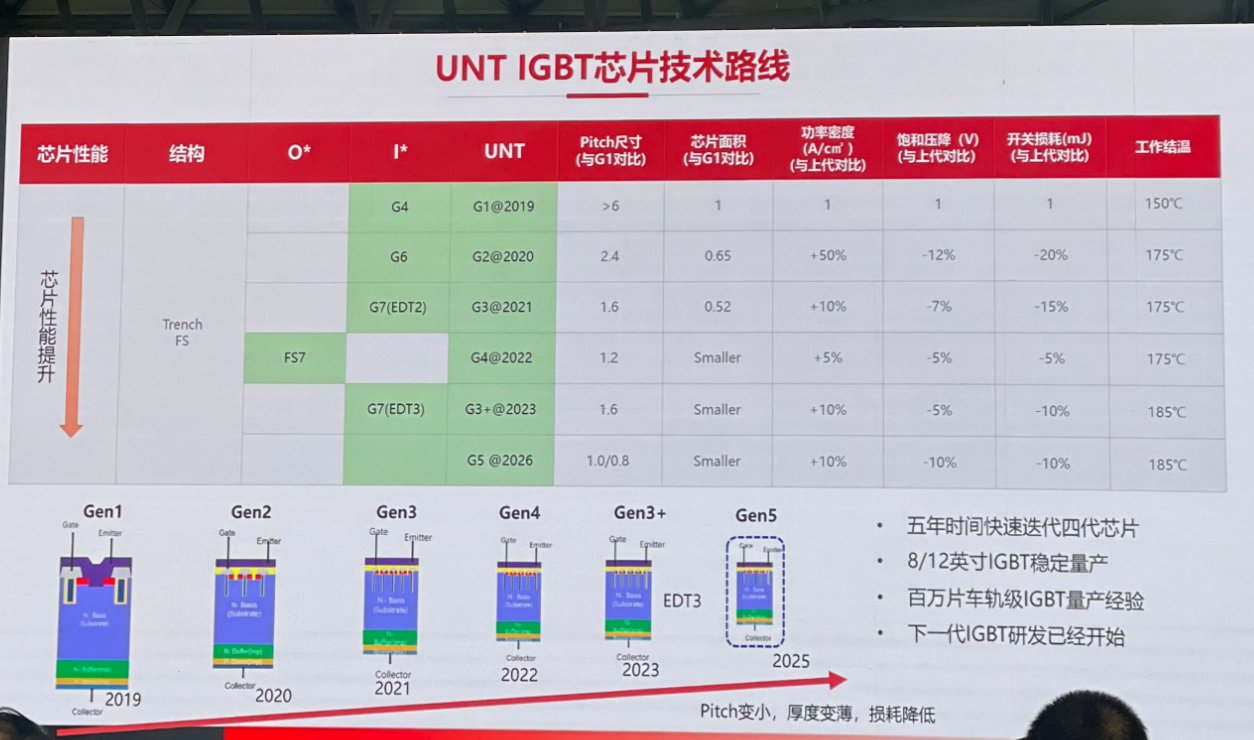 UNT IGBT芯片技术路线
芯片性能 结构 O* I* UNT Pitch尺寸 (与G1对比) 芯片面积 (与G1对比) 功率密度 (A/cm²) (与上代对比) 饱和压降 (V) (与上代对比) 开关损耗(mJ) (与上代对比) 工作结温
芯片性能提升
Trench
FS
G4 G1@2019 >6 1 1 1 1 150℃
G6 G2@2020 2.4 0.65 +50% -12% -20% 175℃
G7(EDT2) G3@2021 1.6 0.52 +10% -7% -15% 175℃
FS7 G4@2022 1.2 Smaller +5% -5% -5% 175℃
G7(EDT3) G3+@2023 1.6 Smaller +10% -5% -10% 185℃
G5 @2026 1.0/0.8 Smaller +10% -10% -10% 185℃
Gen1
Gate
Emitter
N- Basis
(Substrate)
N- Buffer(imp)
Collector
2019
Gen2
Gate
Emitter
N- Basis
(Substrate)
N- Buffer(imp)
Collector
2020
Gen3
Gate
Emitter
N- Basis
(Substrate)
N-
Buffer(imp)
Collector
2021
Gen4
Gate
Emitter
N- Basis
(Substrate)
Collector
2022
Gen3+
Gate
Emitter
N- Basis
(Substrate)
Collector
2023
EDT3
Gen5
Gate
Emitter
N- Basis
(Substrate)
Collector
2025
Pitch变小，厚度变薄，损耗降低
• 五年时间快速迭代四代芯片
• 8/12英寸IGBT稳定量产
• 百万片车轨级IGBT量产经验
• 下一代IGBT研发已经开始